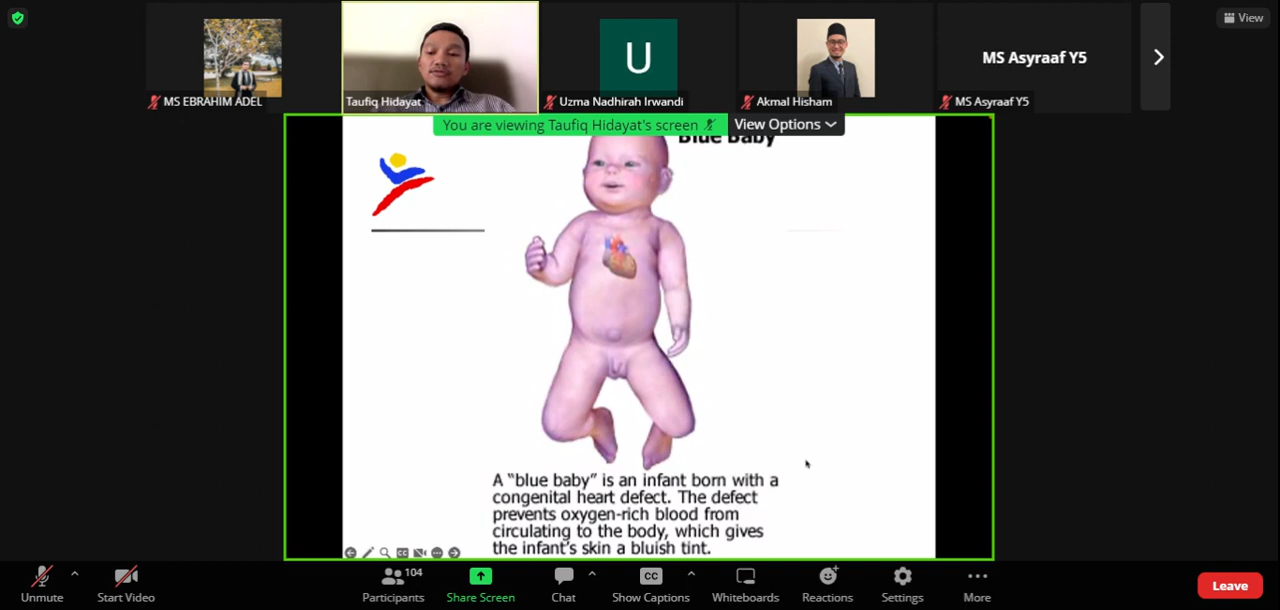 View
MS Asyraaf Y5
U
MS EBRAHIM ADEL
Taufiq Hidayat
Uzma Nadhirah Irwandi
Akmal Hisham
MS Asyraaf Y5
You are viewing Taufiq Hidayat's screen
View Options
Blue Baby
A “blue baby” is an infant born with a
congenital heart defect. The defect
prevents oxygen-rich blood from
circulating to the body, which gives
the infant's skin a bluish tint.
CC
104
CC
Unmute
Start Video
Participants
Share Screen
Chat
Show Captions
Whiteboards
Reactions
Settings
More
Leave